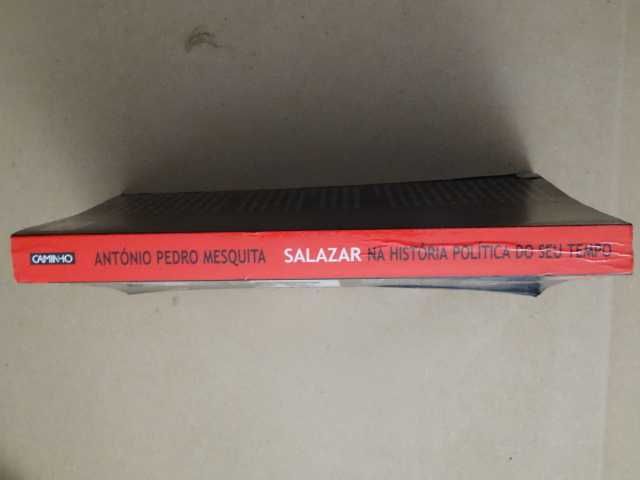 CAMINHO ANTÓNIO PEDRO MESQUITA SALAZAR NA HISTÓRIA POLÍTICA DO SEU TEMPO